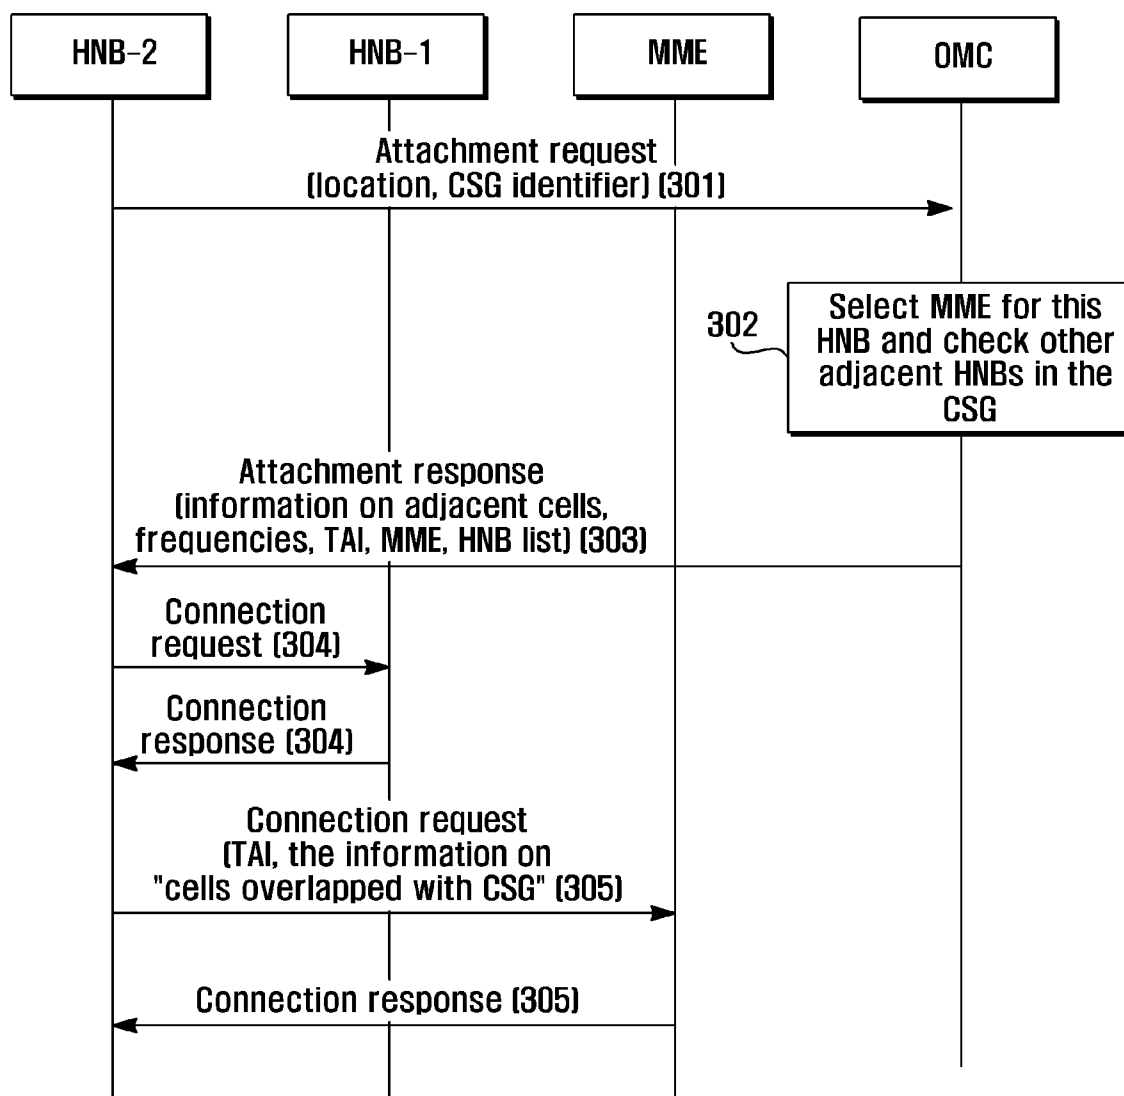 HNB-2
HNB-1
MME
OMC
Attachment request
(location, CSG identifier) (301)
302
Select MME for this
HNB and check other
adjacent HNBs in the
CSG
Attachment response
(information on adjacent cells,
frequencies, TAI, MME, HNB list) (303)
Connection
request (304)
Connection
response (304)
Connection request
(TAI, the information on
"cells overlapped with CSG" (305)
Connection response (305)